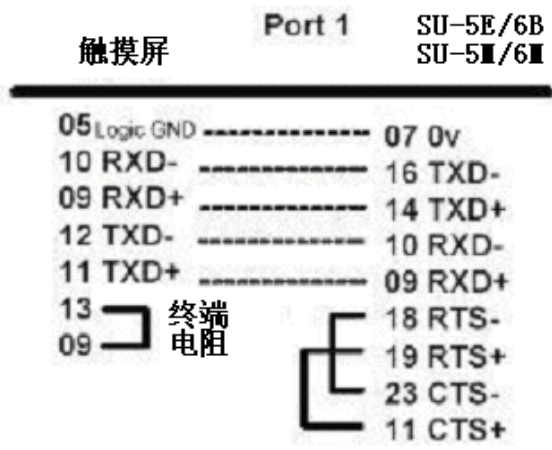 触摸屏 Port 1 SU-5E/6B
SU-5M/6M
05 Logic GND 07 0v
10 RXD- 16 TXD-
09 RXD+ 14 TXD+
12 TXD- 10 RXD-
11 TXD+ 09 RXD+
13 终端 18 RTS-
09 电阻 19 RTS+
23 CTS-
11 CTS+